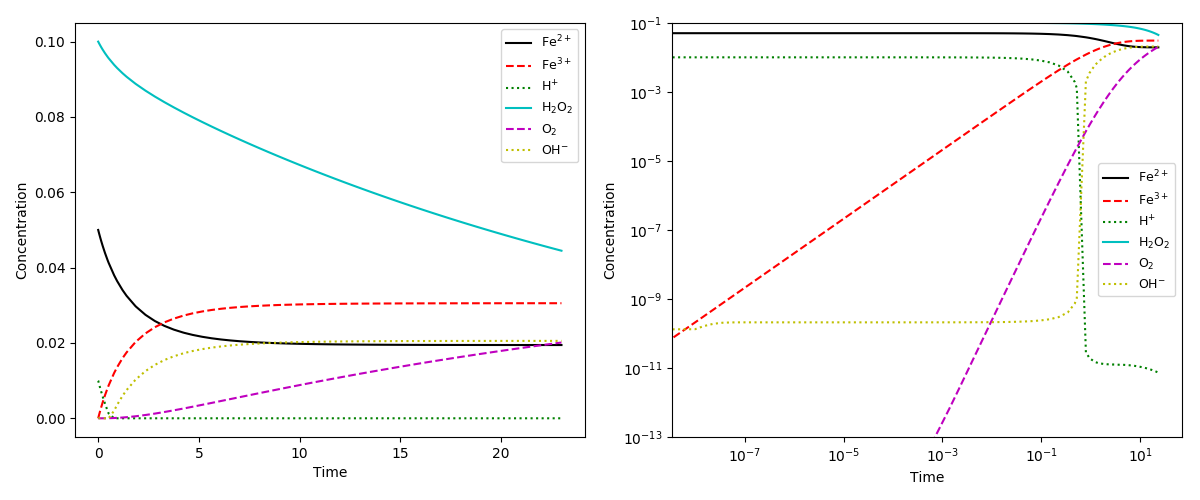 Concentration
0.10
0.08
0.06
0.04
0.02
0.00
0
5
10
15
20
Time
Fe²⁺
Fe³⁺
H⁺
H₂O₂
O₂
OH⁻
Concentration
10⁻¹
10⁻³
10⁻⁵
10⁻⁷
10⁻⁹
10⁻¹¹
10⁻¹³
10⁻⁷
10⁻⁵
10⁻³
10⁻¹
10¹
Time
Fe²⁺
Fe³⁺
H⁺
H₂O₂
O₂
OH⁻